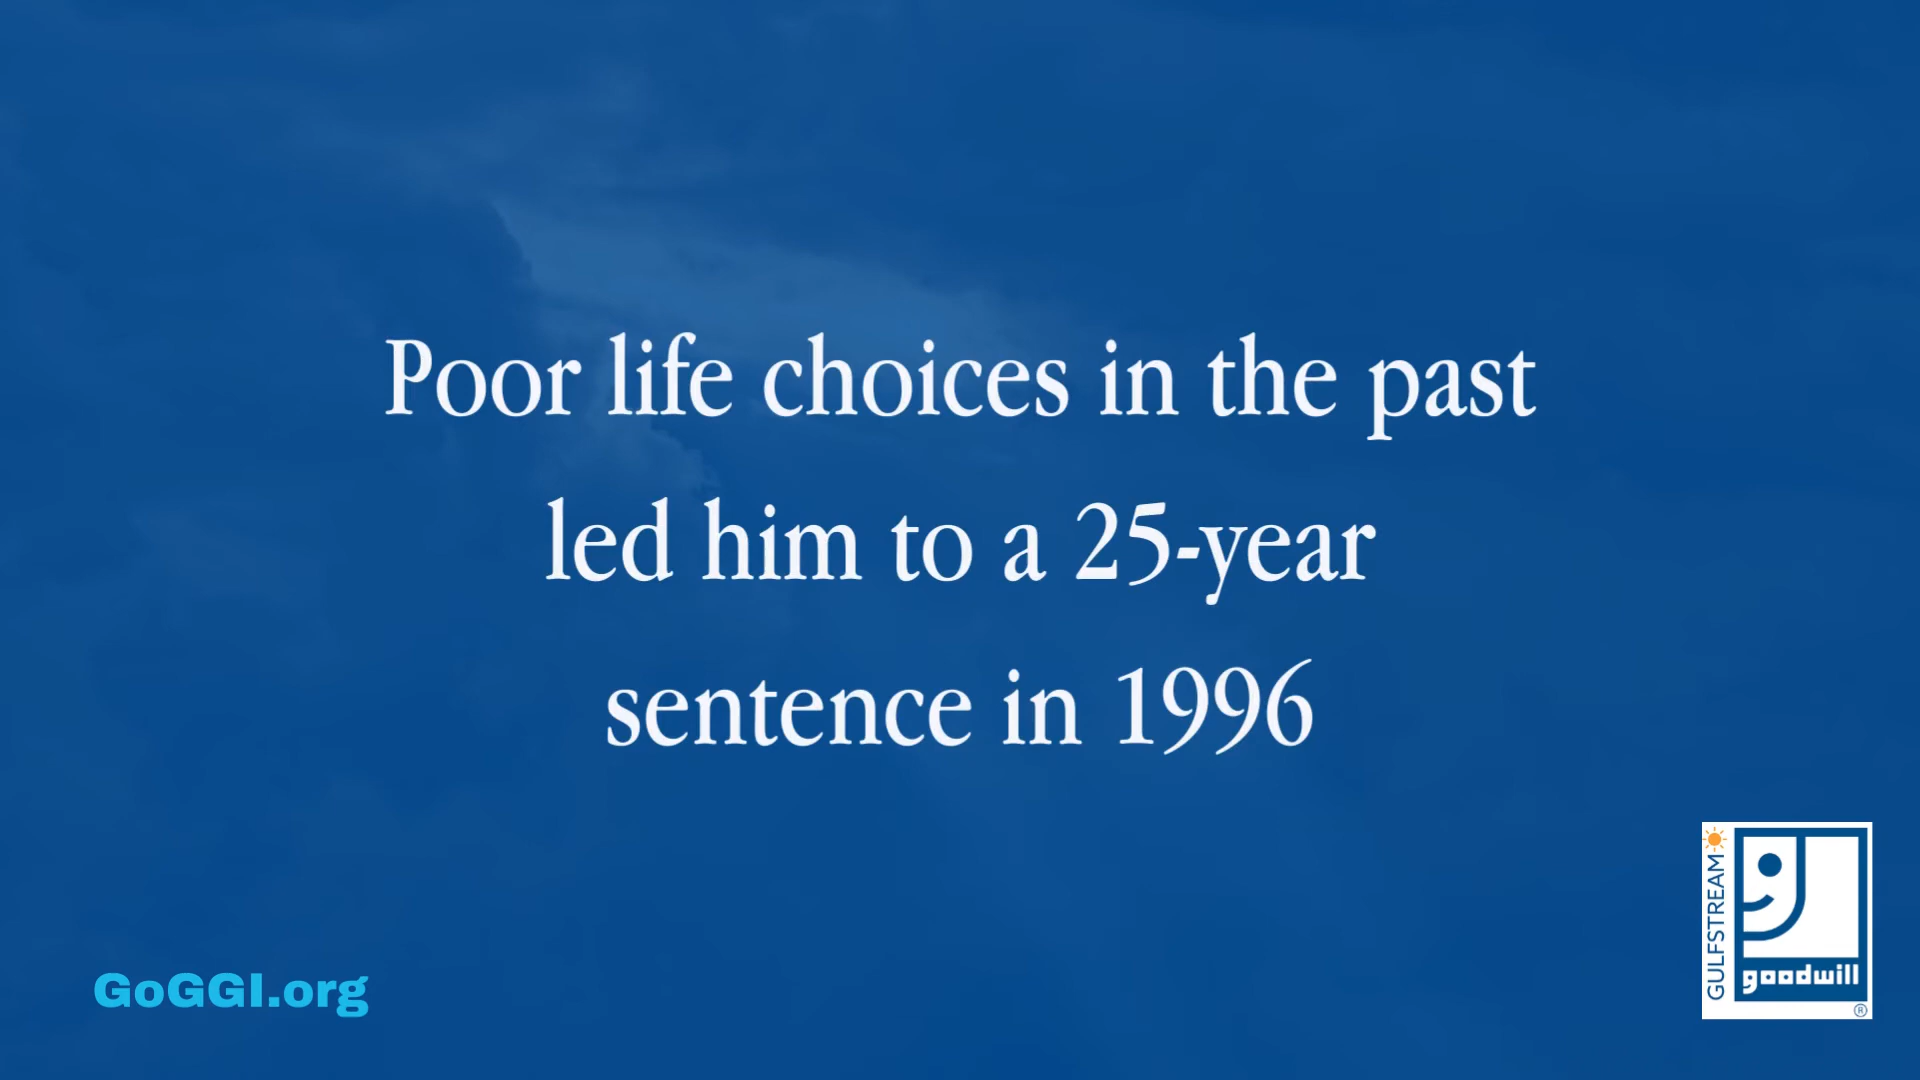 Poor life choices in the past
led him to a 25-year
sentence in 1996
GoGGI.org
GULFSTREAM
goodwill
®